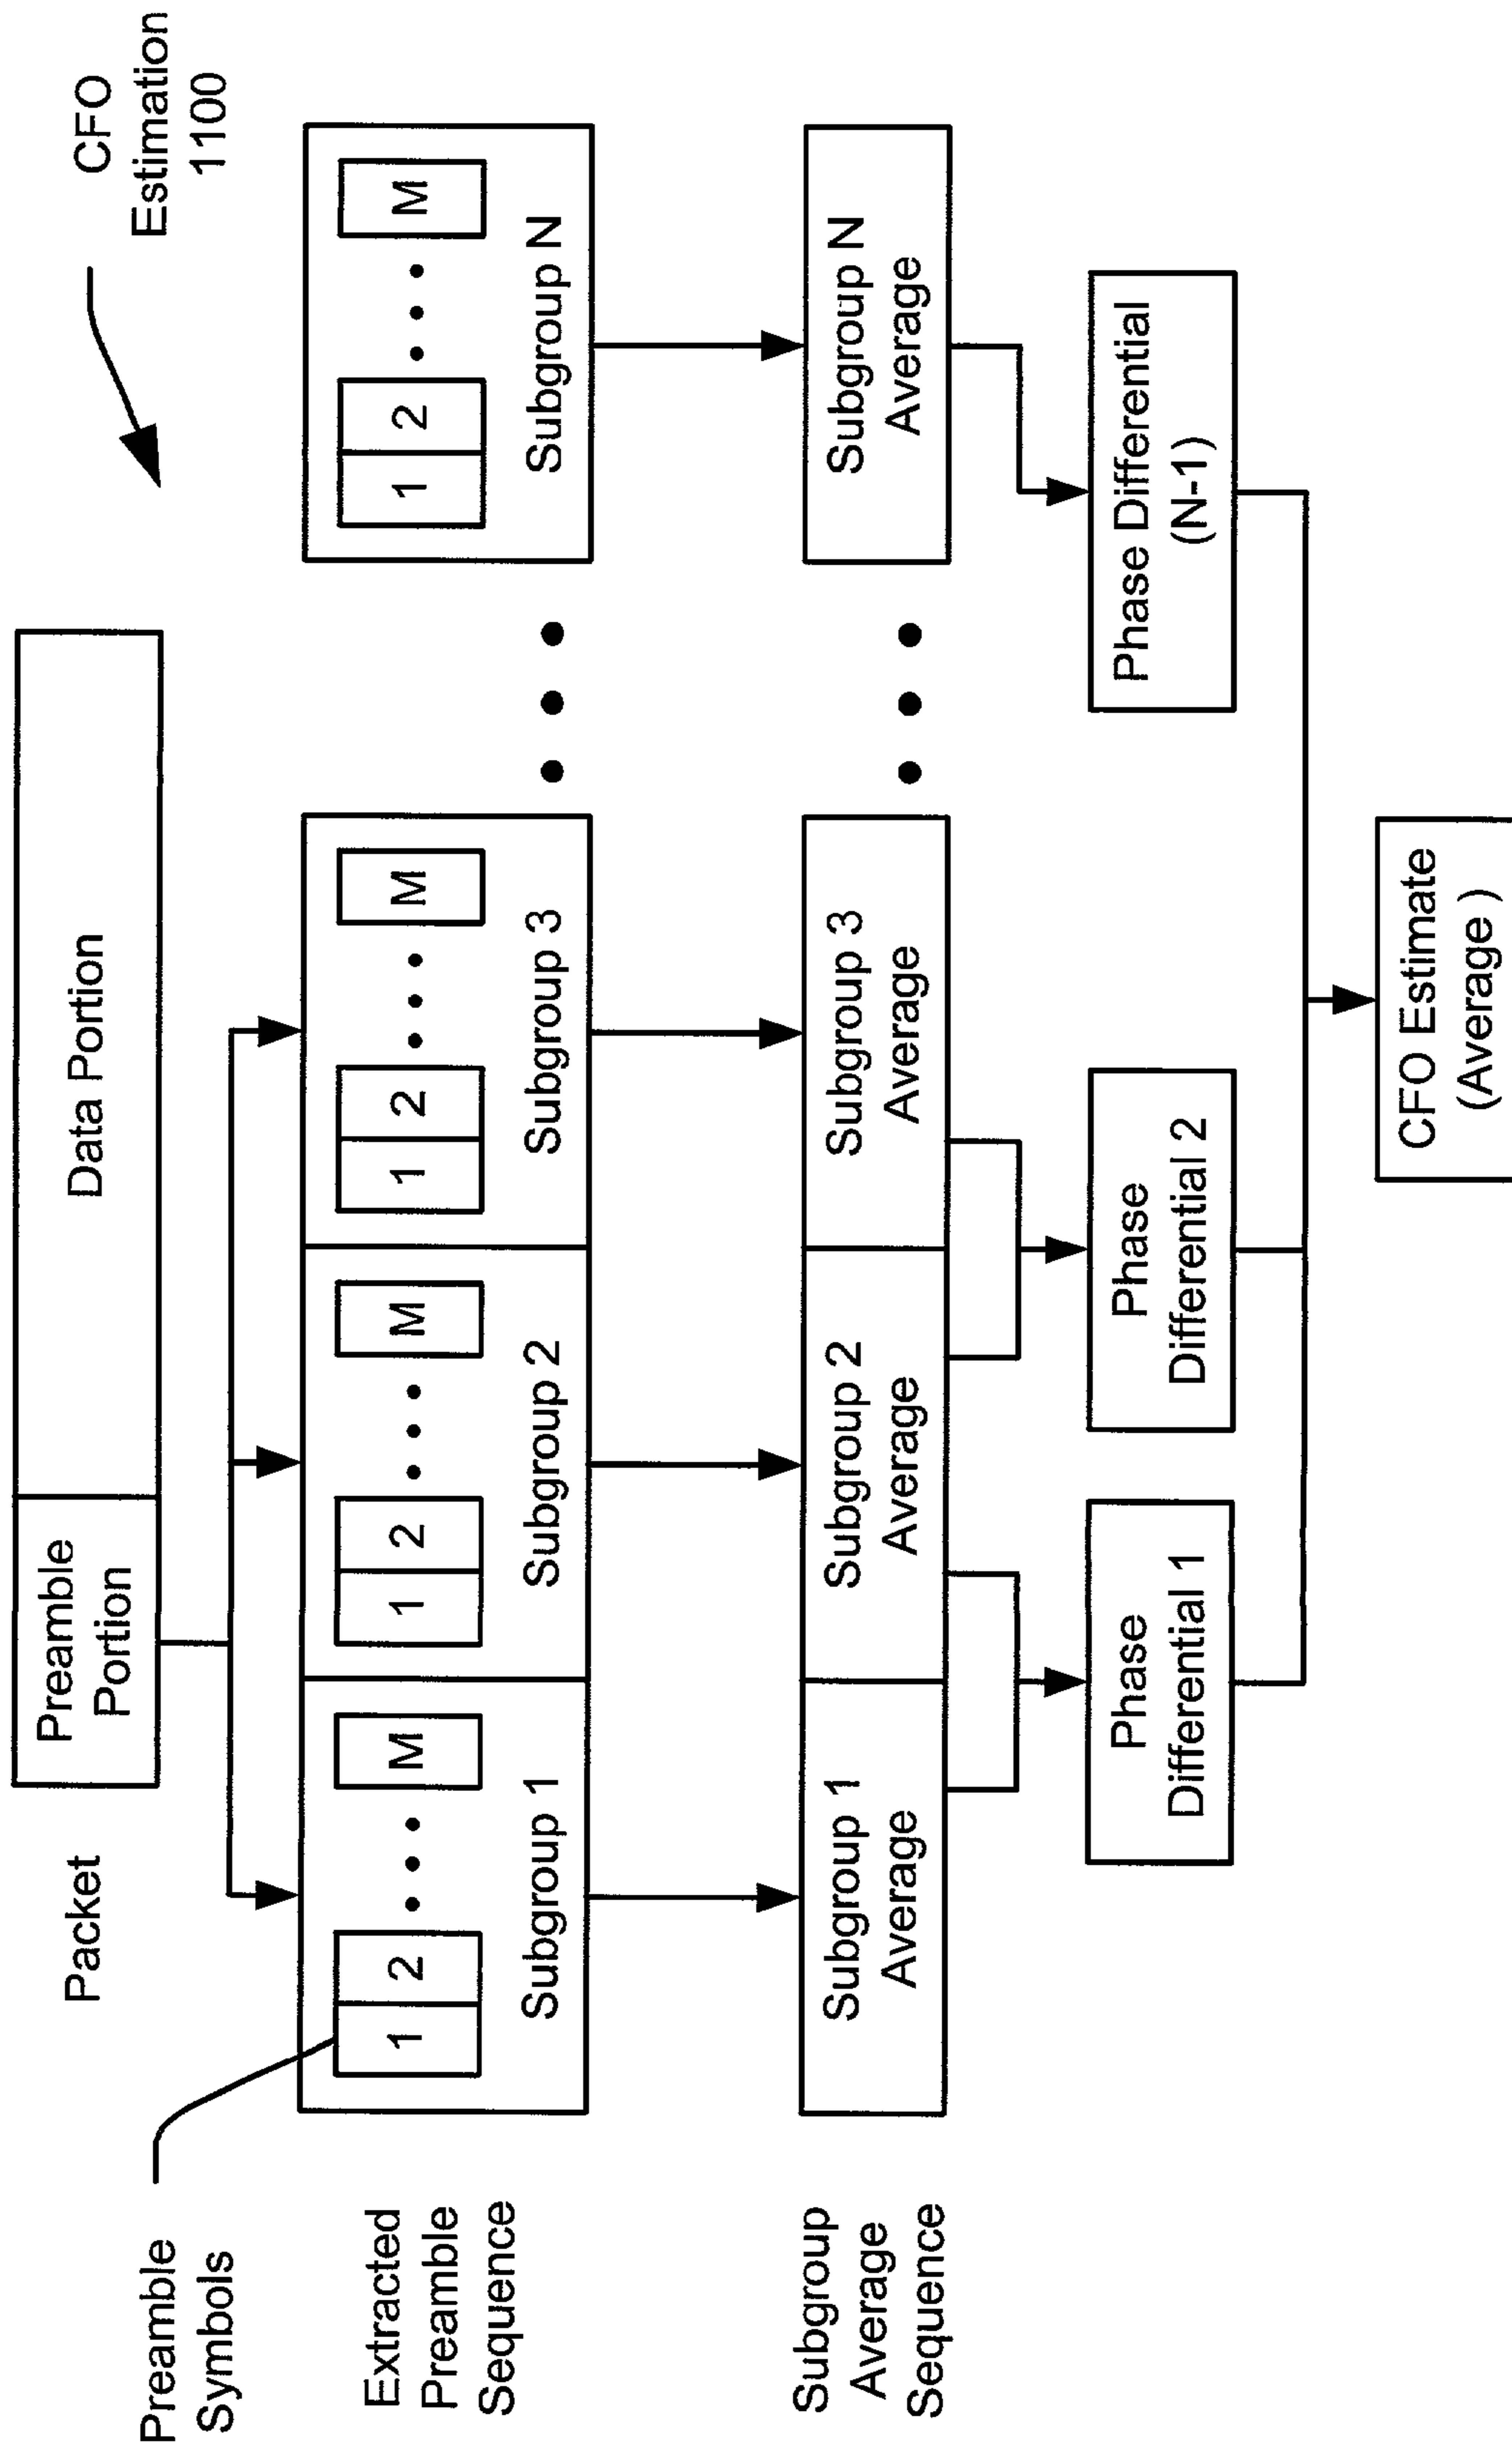 CFO
Estimation
1100
Packet
Preamble
Portion
Data Portion
Preamble
Symbols
Extracted
Preamble
Sequence
1 2 M
Subgroup 1
1 2 M
Subgroup 2
1 2 M
Subgroup 3
1 2 M
Subgroup N
Subgroup
Average
Sequence
Subgroup 1
Average
Subgroup 2
Average
Subgroup 3
Average
Subgroup N
Average
Phase
Differential 1
Phase
Differential 2
Phase Differential
(N-1)
CFO Estimate
(Average )